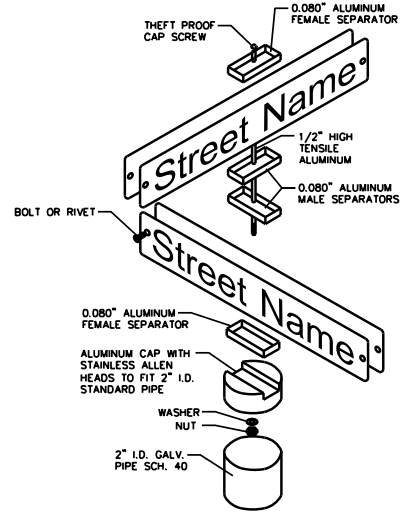 0.080" ALUMINUM
FEMALE SEPARATOR
THEFT PROOF
CAP SCREW
Street Name
1/2" HIGH
TENSILE
ALUMINUM
0.080" ALUMINUM
MALE SEPARATORS
BOLT OR RIVET
Street Name
0.080" ALUMINUM
FEMALE SEPARATOR
ALUMINUM CAP WITH
STAINLESS ALLEN
HEADS TO FIT 2" I.D.
STANDARD PIPE
WASHER
NUT
2" I.D. GALV.
PIPE SCH. 40